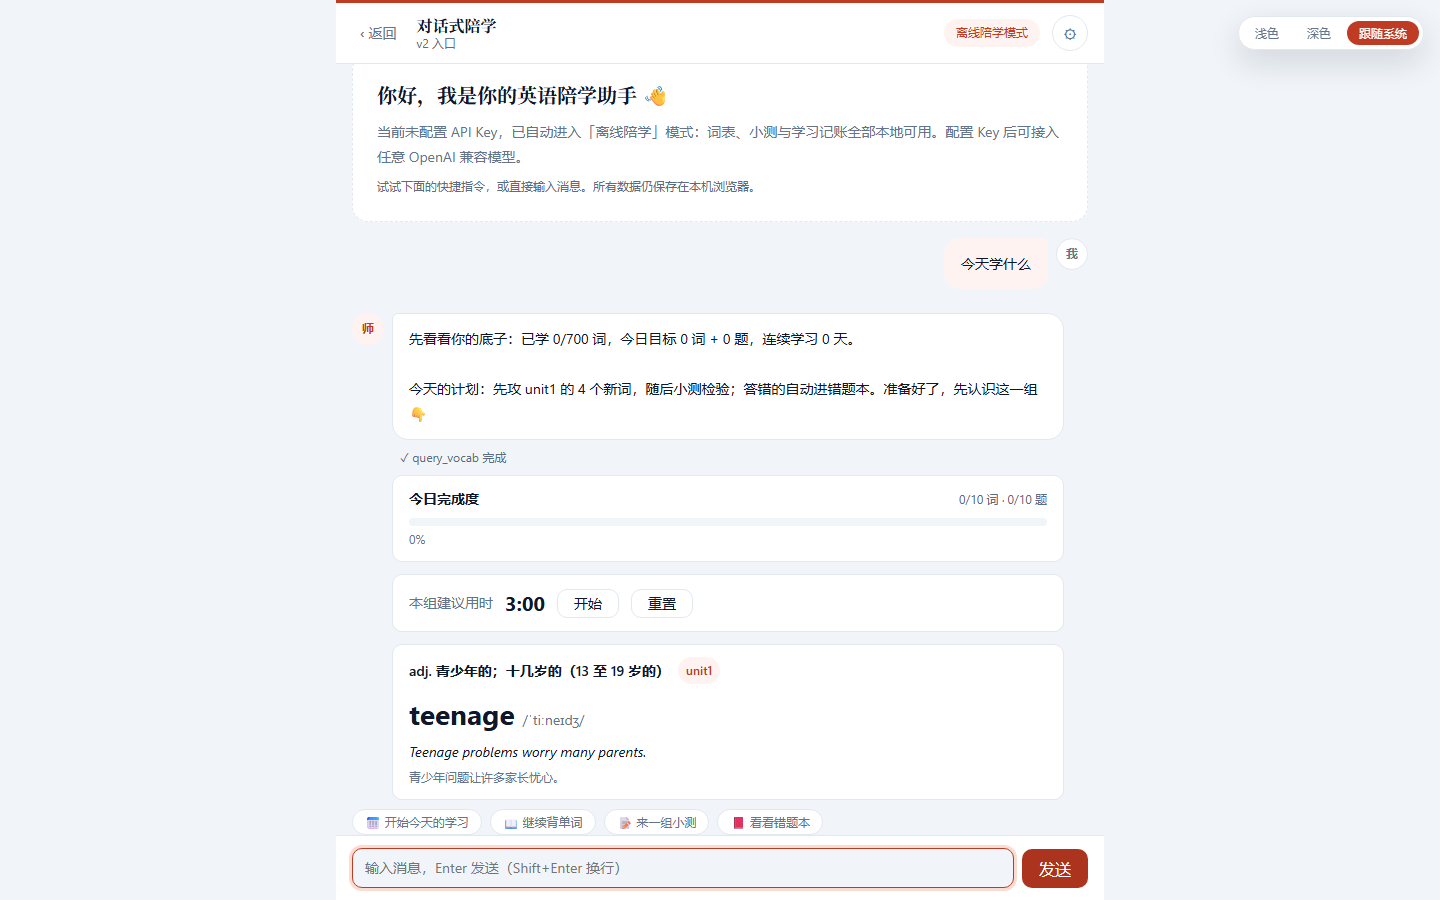 ‹ 返回
对话式陪学
v2 入口
离线陪学模式
浅色
深色
跟随系统
你好，我是你的英语陪学助手 👋
当前未配置 API Key，已自动进入「离线陪学」模式：词表、小测与学习记账全部本地可用。配置 Key 后可接入
任意 OpenAI 兼容模型。
试试下面的快捷指令，或直接输入消息。所有数据仍保存在本机浏览器。
今天学什么
我
师
先看看你的底子：已学 0/700 词，今日目标 0 词 + 0 题，连续学习 0 天。
今天的计划：先攻 unit1 的 4 个新词，随后小测检验；答错的自动进错题本。准备好了，先认识这一组
👇
✓ query_vocab 完成
今日完成度
0/10 词 · 0/10 题
0%
本组建议用时 3:00 开始 重置
adj. 青少年的；十几岁的（13 至 19 岁的） unit1
teenage /ˈtiːneɪdʒ/
Teenage problems worry many parents.
青少年问题让许多家长忧心。
开始今天的学习
继续背单词
来一组小测
看看错题本
输入消息，Enter 发送（Shift+Enter 换行）
发送